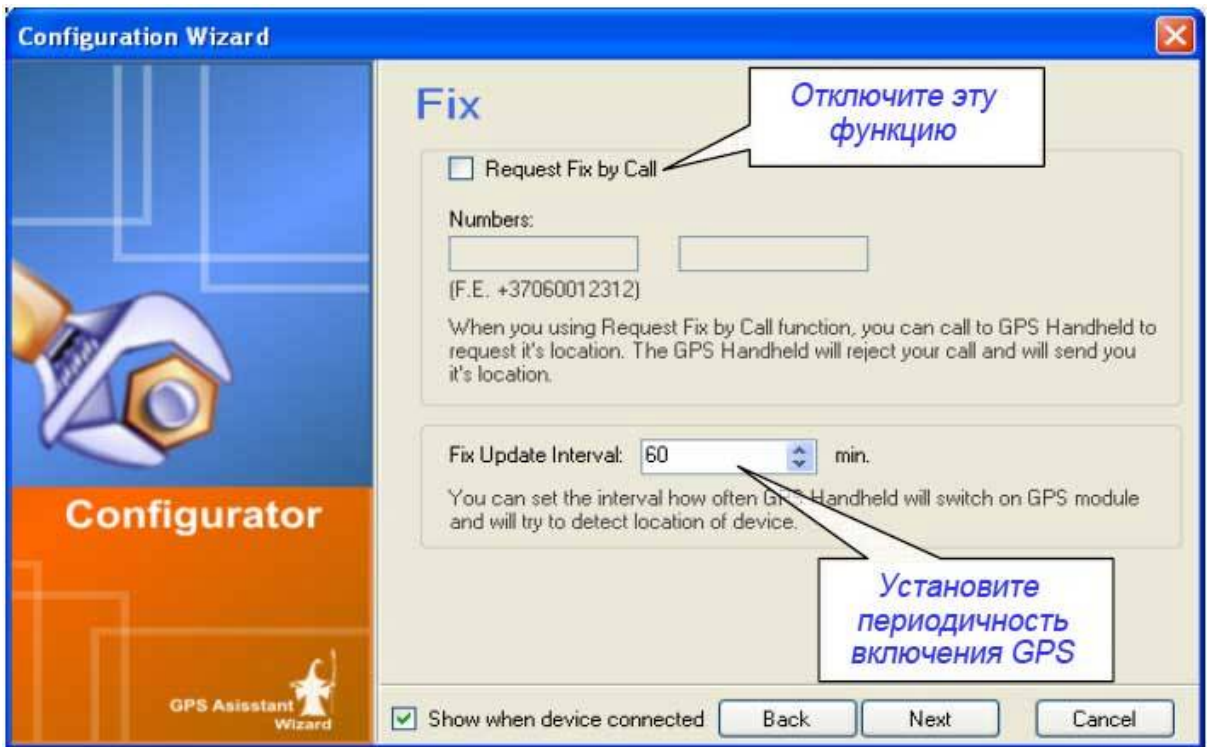 Configuration Wizard
Fix
Отключите эту
функцию
Request Fix by Call
Numbers:
(F.E. +37060012312)
When you using Request Fix by Call function, you can call to GPS Handheld to
request it's location. The GPS Handheld will reject your call and will send you
it's location.
Fix Update Interval: 60 min.
You can set the interval how often GPS Handheld will switch on GPS module
and will try to detect location of device.
Configurator
Установите
периодичность
включения GPS
GPS Asisstant
Wizard
Show when device connected Back Next Cancel